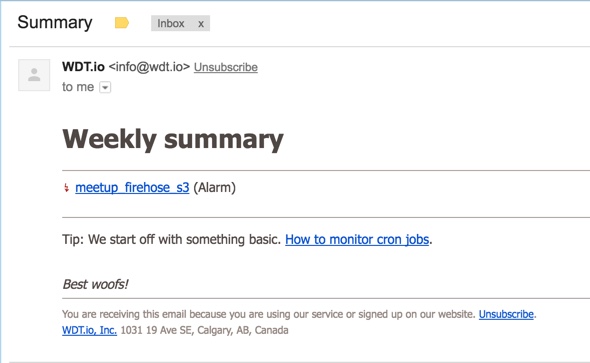 Summary Inbox x
WDT.io <info@wdt.io> Unsubscribe
to me
Weekly summary
meetup_firehose_s3 (Alarm)
Tip: We start off with something basic. How to monitor cron jobs.
Best woofs!
You are receiving this email because you are using our service or signed up on our website. Unsubscribe.
WDT.io, Inc. 1031 19 Ave SE, Calgary, AB, Canada